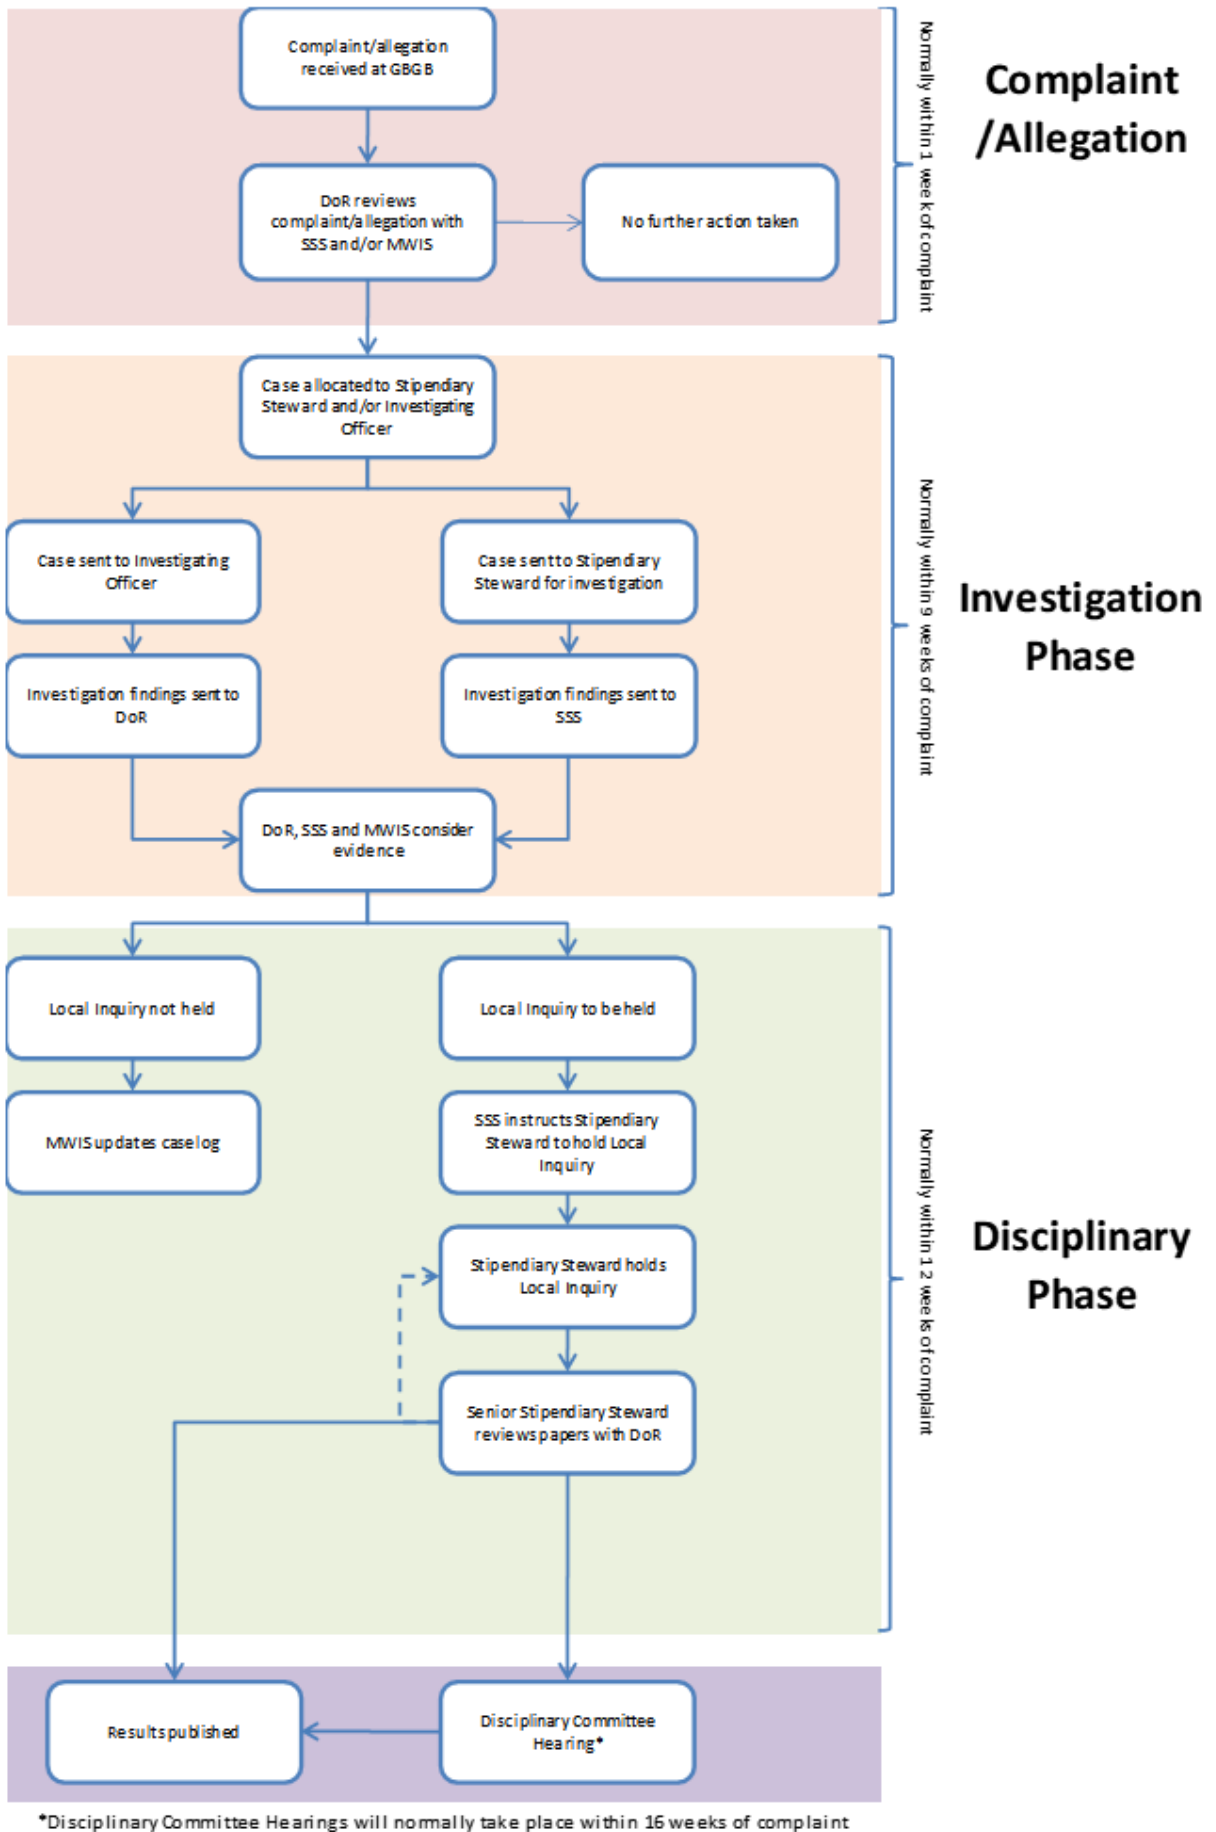 Complaint/allegation
received at GBGB
Complaint
/Allegation
Normally within 1 week of complaint
DoR reviews
complaint/allegation with
SSS and/or MWIS
No further action taken
Case allocated to Stipendiary
Steward and/or Investigating
Officer
Case sent to Investigating
Officer
Case sent to Stipendiary
Steward for investigation
Normally within 9 weeks of complaint
Investigation
Phase
Investigation findings sent to
DoR
Investigation findings sent to
SSS
DoR, SSS and MWIS consider
evidence
Local Inquiry not held
Local Inquiry to be held
MWIS updates case log
SSS instructs Stipendiary
Steward to hold Local
Inquiry
Normally within 12 weeks of complaint
Disciplinary
Phase
Stipendiary Steward holds
Local Inquiry
Senior Stipendiary Steward
reviews papers with DoR
Results published
Disciplinary Committee
Hearing*
*Disciplinary Committee Hearings will normally take place within 16 weeks of complaint